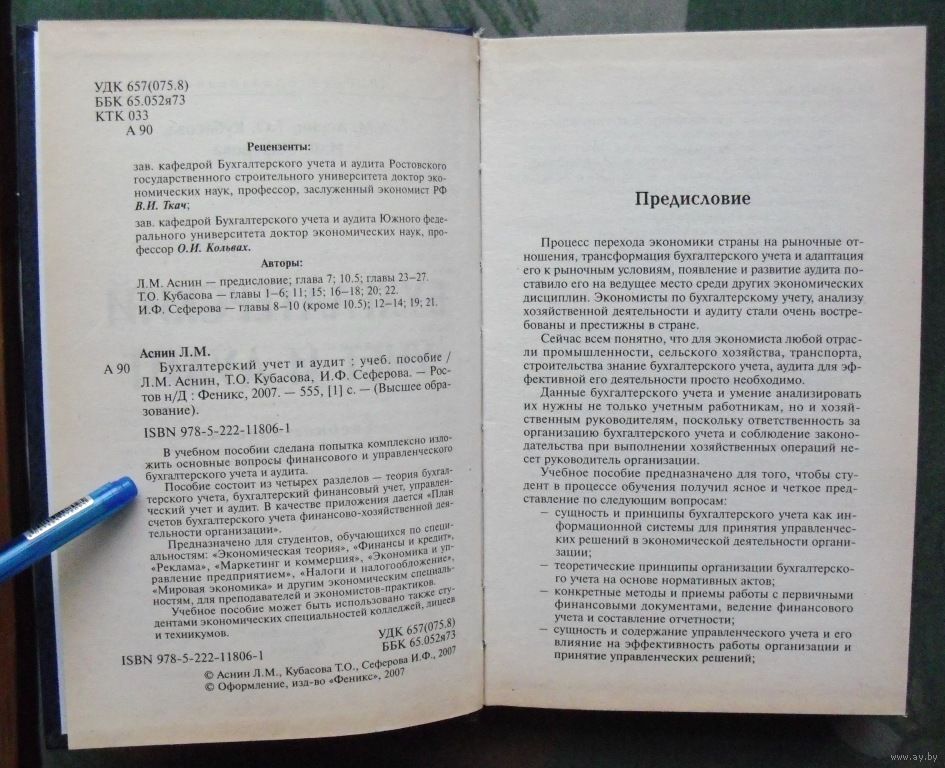 УДК 657(075.8)
ББК 65.052я73
КТК 033
А 90
Рецензенты:
зав. кафедрой Бухгалтерского учета и аудита Ростовского
государственного строительного университета доктор эко-
номических наук, профессор, заслуженный экономист РФ
В.И. Ткач;
зав. кафедрой Бухгалтерского учета и аудита Южного феде-
рального университета доктор экономических наук, про-
фессор О.И. Кольвах.
Авторы:
Л.М. Аснин — предисловие; глава 7; 10.5; главы 23–27.
Т.О. Кубасова — главы 1–6; 11; 15; 16–18; 20; 22.
И.Ф. Сеферова — главы 8–10 (кроме 10.5); 12–14; 19; 21.
Аснин Л.М.
А 90 Бухгалтерский учет и аудит : учеб. пособие /
Л.М. Аснин, Т.О. Кубасова, И.Ф. Сеферова. — Рос-
тов н/Д : Феникс, 2007. — 555, [1] с. — (Высшее обра-
зование).
ISBN 978-5-222-11806-1
В учебном пособии сделана попытка комплексно изло-
жить основные вопросы финансового и управленческого
бухгалтерского учета и аудита.
Пособие состоит из четырех разделов — теория бухгал-
терского учета, бухгалтерский финансовый учет, управлен-
ческий учет и аудит. В качестве приложения дается «План
счетов бухгалтерского учета финансово-хозяйственной дея-
тельности организации».
Предназначено для студентов, обучающихся по специ-
альностям: «Экономическая теория», «Финансы и кредит»,
«Реклама», «Маркетинг и коммерция», «Экономика и уп-
равление предприятием», «Налоги и налогообложение»,
«Мировая экономика» и другим экономическим специаль-
ностям, для преподавателей и экономистов-практиков.
Учебное пособие может быть использовано также сту-
дентами экономических специальностей колледжей, лицеев
и техникумов.
УДК 657(075.8)
ББК 65.052я73
ISBN 978-5-222-11806-1
© Аснин Л.М., Кубасова Т.О., Сеферова И.Ф., 2007
© Оформление, изд-во «Феникс», 2007
Предисловие
Процесс перехода экономики страны на рыночные от-
ношения, трансформация бухгалтерского учета и адаптация
его к рыночным условиям, появление и развитие аудита по-
ставило его на ведущее место среди других экономических
дисциплин. Экономисты по бухгалтерскому учету, анализу
хозяйственной деятельности и аудиту стали очень востре-
бованы и престижны в стране.
Сейчас всем понятно, что для экономиста любой отрас-
ли промышленности, сельского хозяйства, транспорта,
строительства знание бухгалтерского учета, аудита для эф-
фективной его деятельности просто необходимо.
Данные бухгалтерского учета и умение анализировать
их нужны не только учетным работникам, но и хозяй-
ственным руководителям, поскольку ответственность за
организацию бухгалтерского учета и соблюдение законо-
дательства при выполнении хозяйственных операций не-
сет руководитель организации.
Учебное пособие предназначено для того, чтобы сту-
дент в процессе обучения получил ясное и четкое пред-
ставление по следующим вопросам:
– сущность и принципы бухгалтерского учета как ин-
формационной системы для принятия управленчес-
ких решений в экономической деятельности органи-
зации;
– теоретические принципы организации бухгалтерско-
го учета на основе нормативных актов;
– конкретные методы и приемы работы с первичными
финансовыми документами, ведение финансового
учета и составление отчетности;
– сущность и содержание управленческого учета и его
влияние на эффективность работы организации и
принятие управленческих решений;
www.ay.by